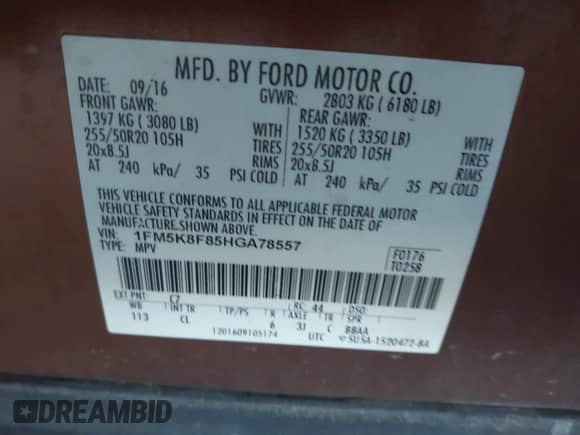 MFD. BY FORD MOTOR CO.
DATE: 09/16 GVWR: 2803 KG ( 6180 LB)
FRONT GAWR: REAR GAWR:
1397 KG ( 3080 LB) WITH 1520 KG ( 3350 LB) WITH
255/50R20 105H TIRES 255/50R20 105H TIRES
20x8.5J RIMS 20x8.5J RIMS
AT 240 kPa/ 35 PSI COLD AT 240 kPa/ 35 PSI COLD
THIS VEHICLE CONFORMS TO ALL APPLICABLE FEDERAL MOTOR
VEHICLE SAFETY STANDARDS IN EFFECT ON THE DATE OF
MANUFACTURE SHOWN ABOVE.
VIN: 1FM5K8F85HGA78557
TYPE: MPV
F0176
T0258
EXT PNT: C7 RC: 44 DSO:
WB INT TR TP/PS R AXLE TR SPR
113 CL 6 3J C BBAA
1201609105174 UTC
SU5A-1520472-BA
DREAMBID